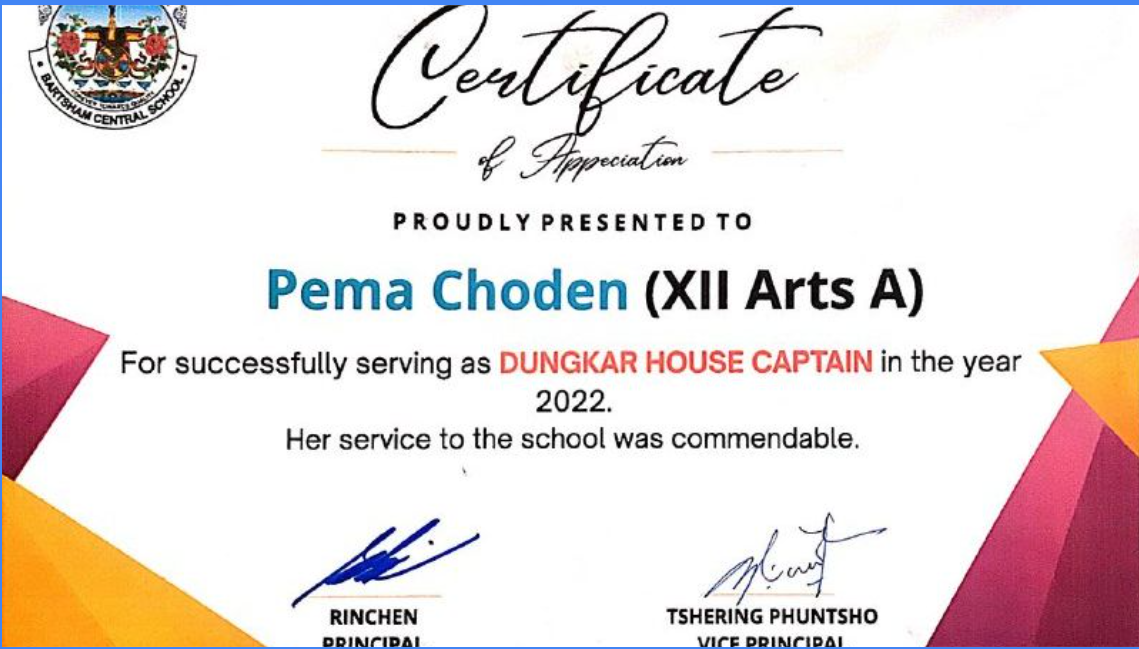 BARTSHAM CENTRAL SCHOOL
Certificate
of Appeciation
PROUDLY PRESENTED TO
Pema Choden (XII Arts A)
For successfully serving as DUNGKAR HOUSE CAPTAIN in the year
2022.
Her service to the school was commendable.
RINCHEN
PRINCIPAL
TSHERING PHUNTSHO
VICE PRINCIPAL